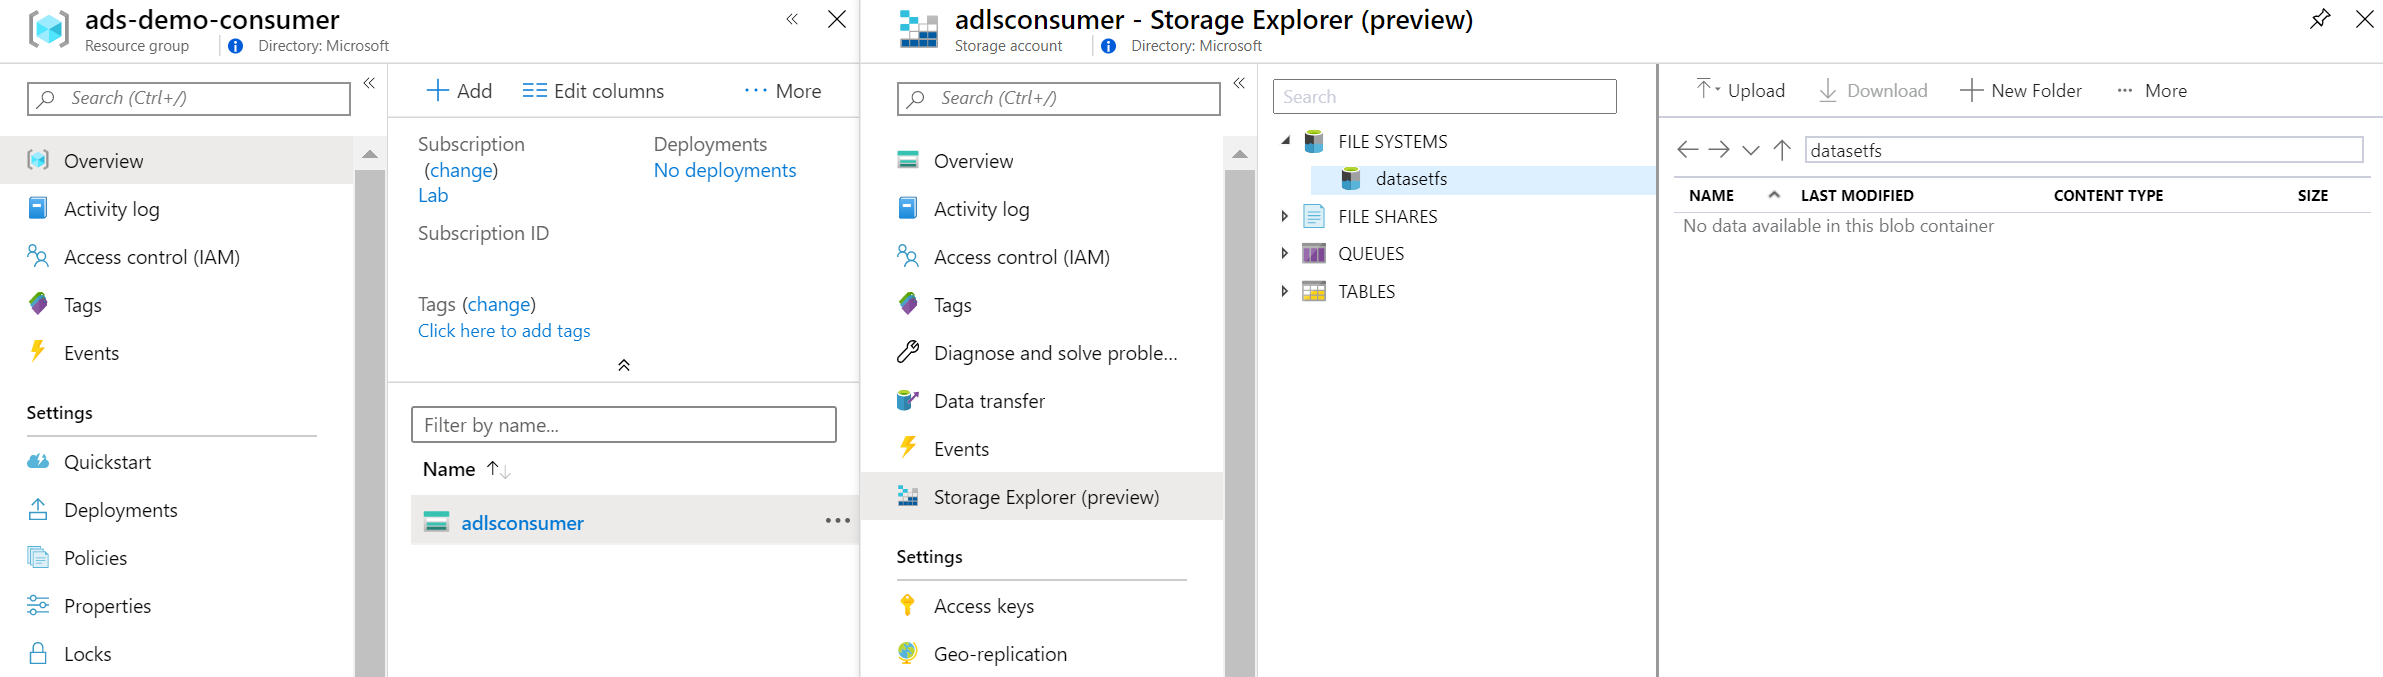 ads-demo-consumer
Resource group
Directory: Microsoft
Search (Ctrl+/)
Overview
Activity log
Access control (IAM)
Tags
Events
Settings
Quickstart
Deployments
Policies
Properties
Locks
Add
Edit columns
More
Subscription
(change)
Lab
Deployments
No deployments
Subscription ID
Tags (change)
Click here to add tags
Filter by name...
Name
adlsconsumer
adlsconsumer - Storage Explorer (preview)
Storage account
Directory: Microsoft
Search (Ctrl+/)
Overview
Activity log
Access control (IAM)
Tags
Diagnose and solve proble...
Data transfer
Events
Storage Explorer (preview)
Settings
Access keys
Geo-replication
Search
FILE SYSTEMS
datasetfs
FILE SHARES
QUEUES
TABLES
Upload
Download
New Folder
More
datasetfs
NAME LAST MODIFIED CONTENT TYPE SIZE
No data available in this blob container